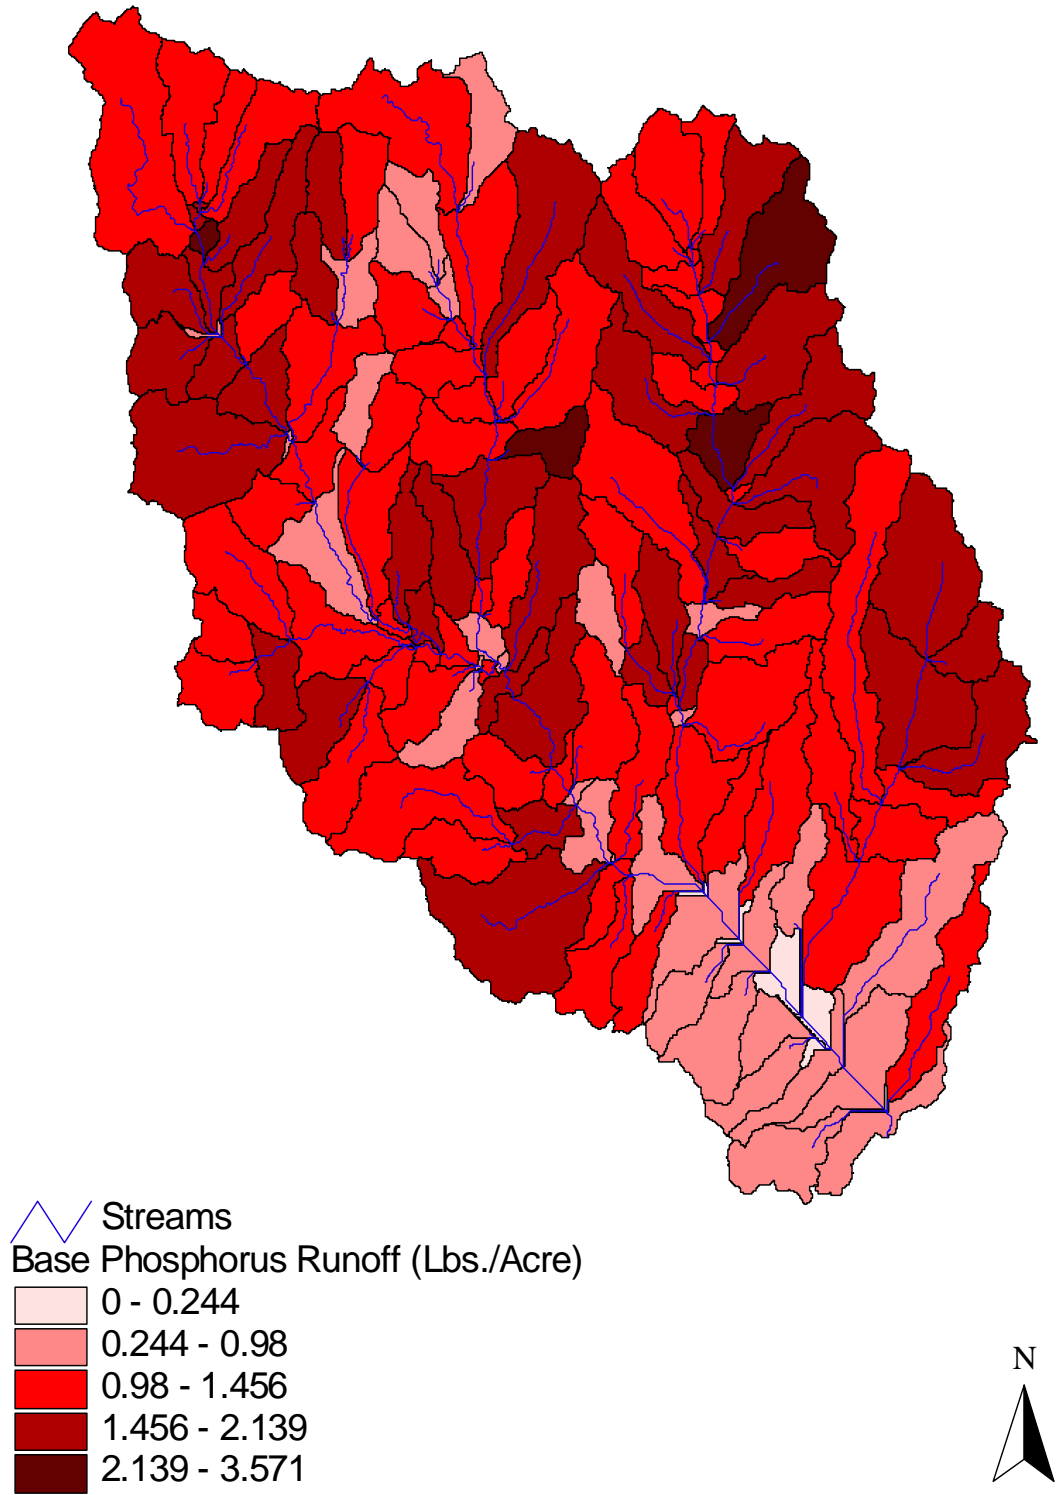 Streams
Base Phosphorus Runoff (Lbs./Acre)
0 - 0.244
0.244 - 0.98
0.98 - 1.456
1.456 - 2.139
2.139 - 3.571
N